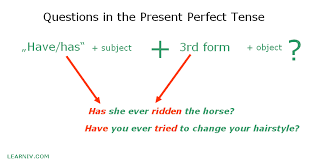 Questions in the Present Perfect Tense
„Have/has” + subject + 3rd form + object ?
Has she ever ridden the horse?
Have you ever tried to change your hairstyle?
LEARNIV.COM